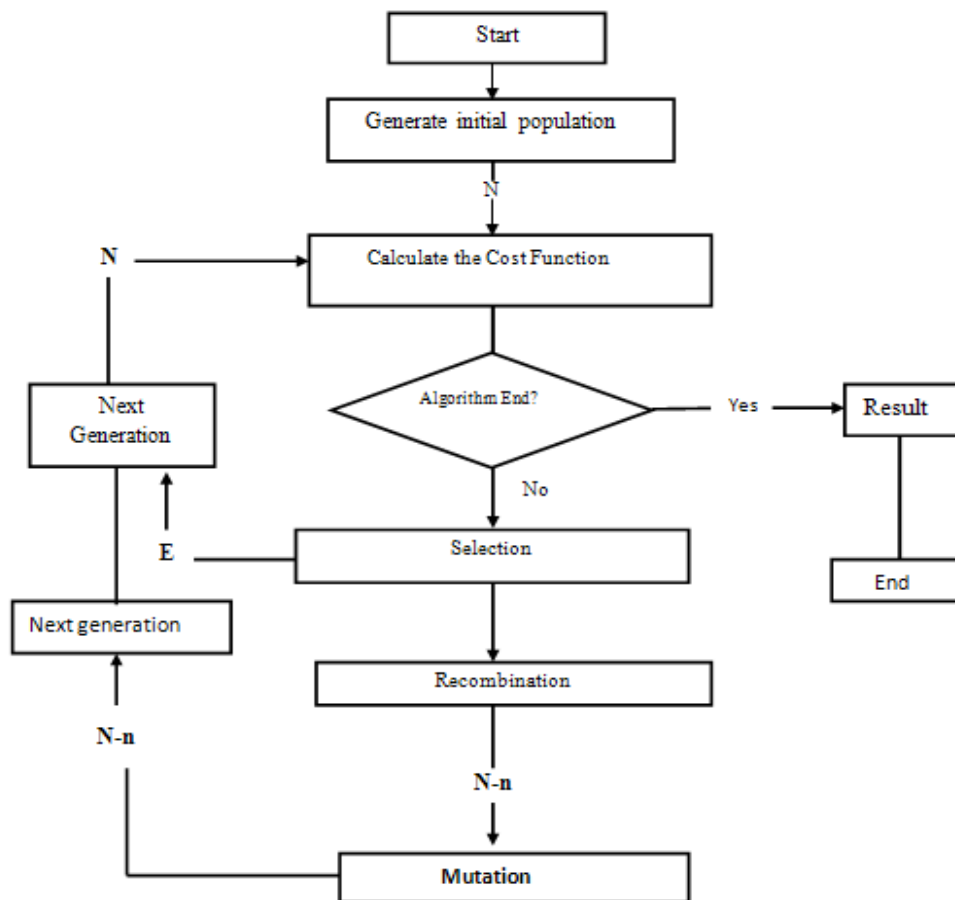 Start
Generate initial population
N
N
Calculate the Cost Function
Algorithm End?
Yes
Result
Next
Generation
No
E
Selection
End
Next generation
Recombination
N-n
N-n
Mutation